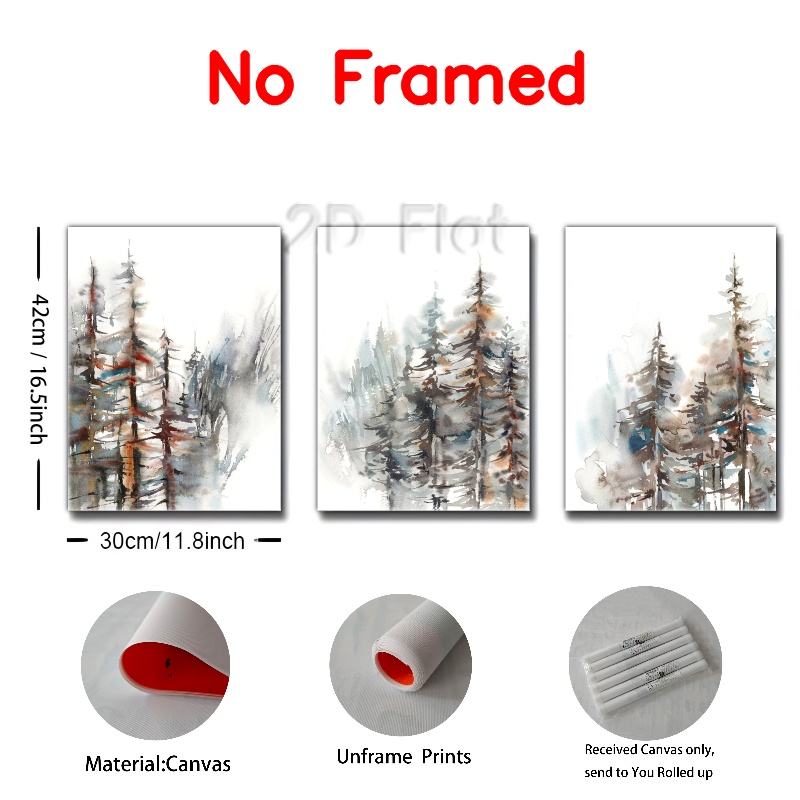 No Framed
2D Flat
42cm / 16.5inch
30cm/11.8inch
Material:Canvas
Unframe Prints
Received Canvas only,
send to You Rolled up